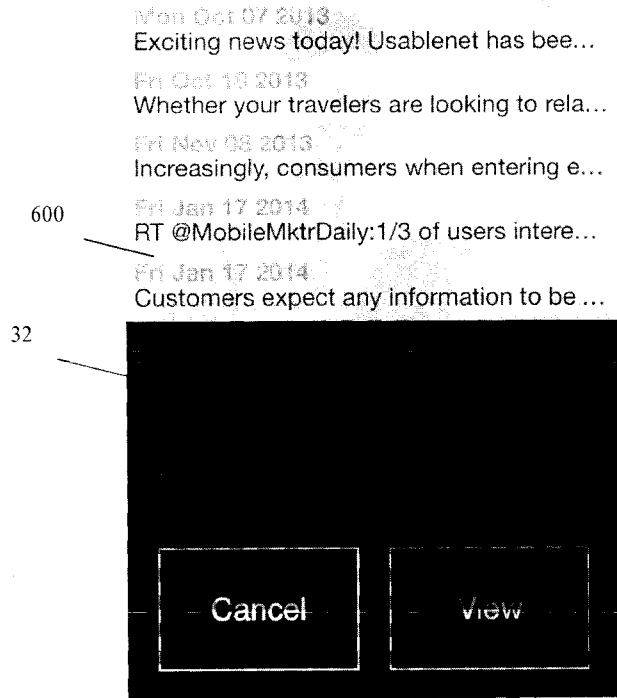 Mon Oct 07 2013
Exciting news today! Usablenet has bee...
Fri Oct 18 2013
Whether your travelers are looking to rela...
Fri Nov 08 2013
Increasingly, consumers when entering e...
600
Fri Jan 17 2014
RT @MobileMktrDaily:1/3 of users intere...
Fri Jan 17 2014
Customers expect any information to be ...
32
Cancel View